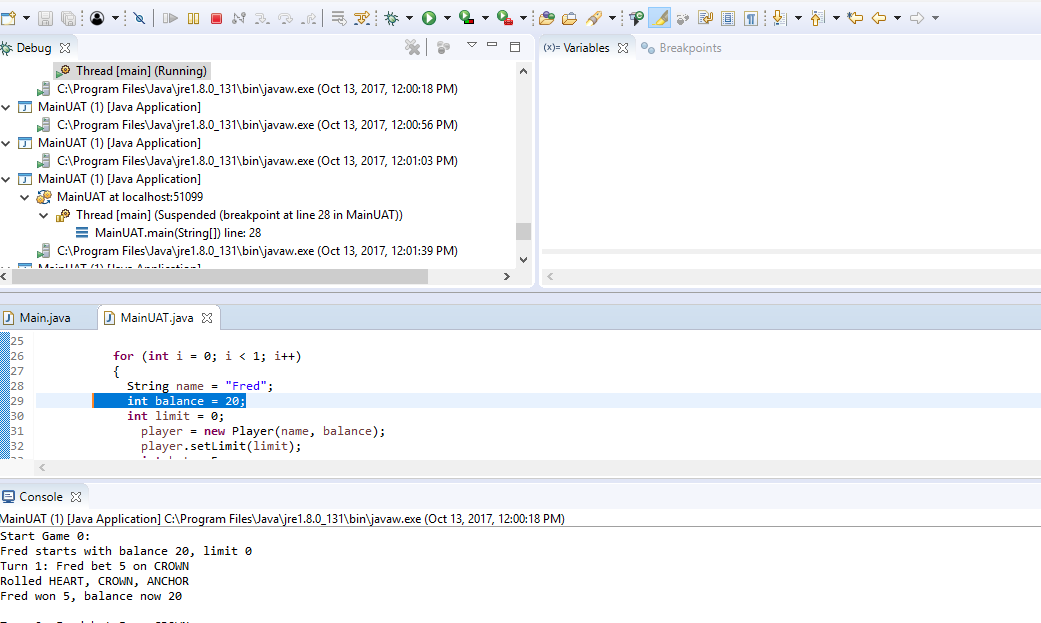 Debug
Thread [main] (Running)
C:\Program Files\Java\jre1.8.0_131\bin\javaw.exe (Oct 13, 2017, 12:00:18 PM)
MainUAT (1) [Java Application]
C:\Program Files\Java\jre1.8.0_131\bin\javaw.exe (Oct 13, 2017, 12:00:56 PM)
MainUAT (1) [Java Application]
C:\Program Files\Java\jre1.8.0_131\bin\javaw.exe (Oct 13, 2017, 12:01:03 PM)
MainUAT (1) [Java Application]
MainUAT at localhost:51099
Thread [main] (Suspended (breakpoint at line 28 in MainUAT))
MainUAT.main(String[]) line: 28
C:\Program Files\Java\jre1.8.0_131\bin\javaw.exe (Oct 13, 2017, 12:01:39 PM)
MainUAT (1) [Java Application]
(x)= Variables Breakpoints
Main.java MainUAT.java
25
26 for (int i = 0; i < 1; i++)
27 {
28 String name = "Fred";
29 int balance = 20;
30 int limit = 0;
31 player = new Player(name, balance);
32 player.setLimit(limit);
Console
MainUAT (1) [Java Application] C:\Program Files\Java\jre1.8.0_131\bin\javaw.exe (Oct 13, 2017, 12:00:18 PM)
Start Game 0:
Fred starts with balance 20, limit 0
Turn 1: Fred bet 5 on CROWN
Rolled HEART, CROWN, ANCHOR
Fred won 5, balance now 20